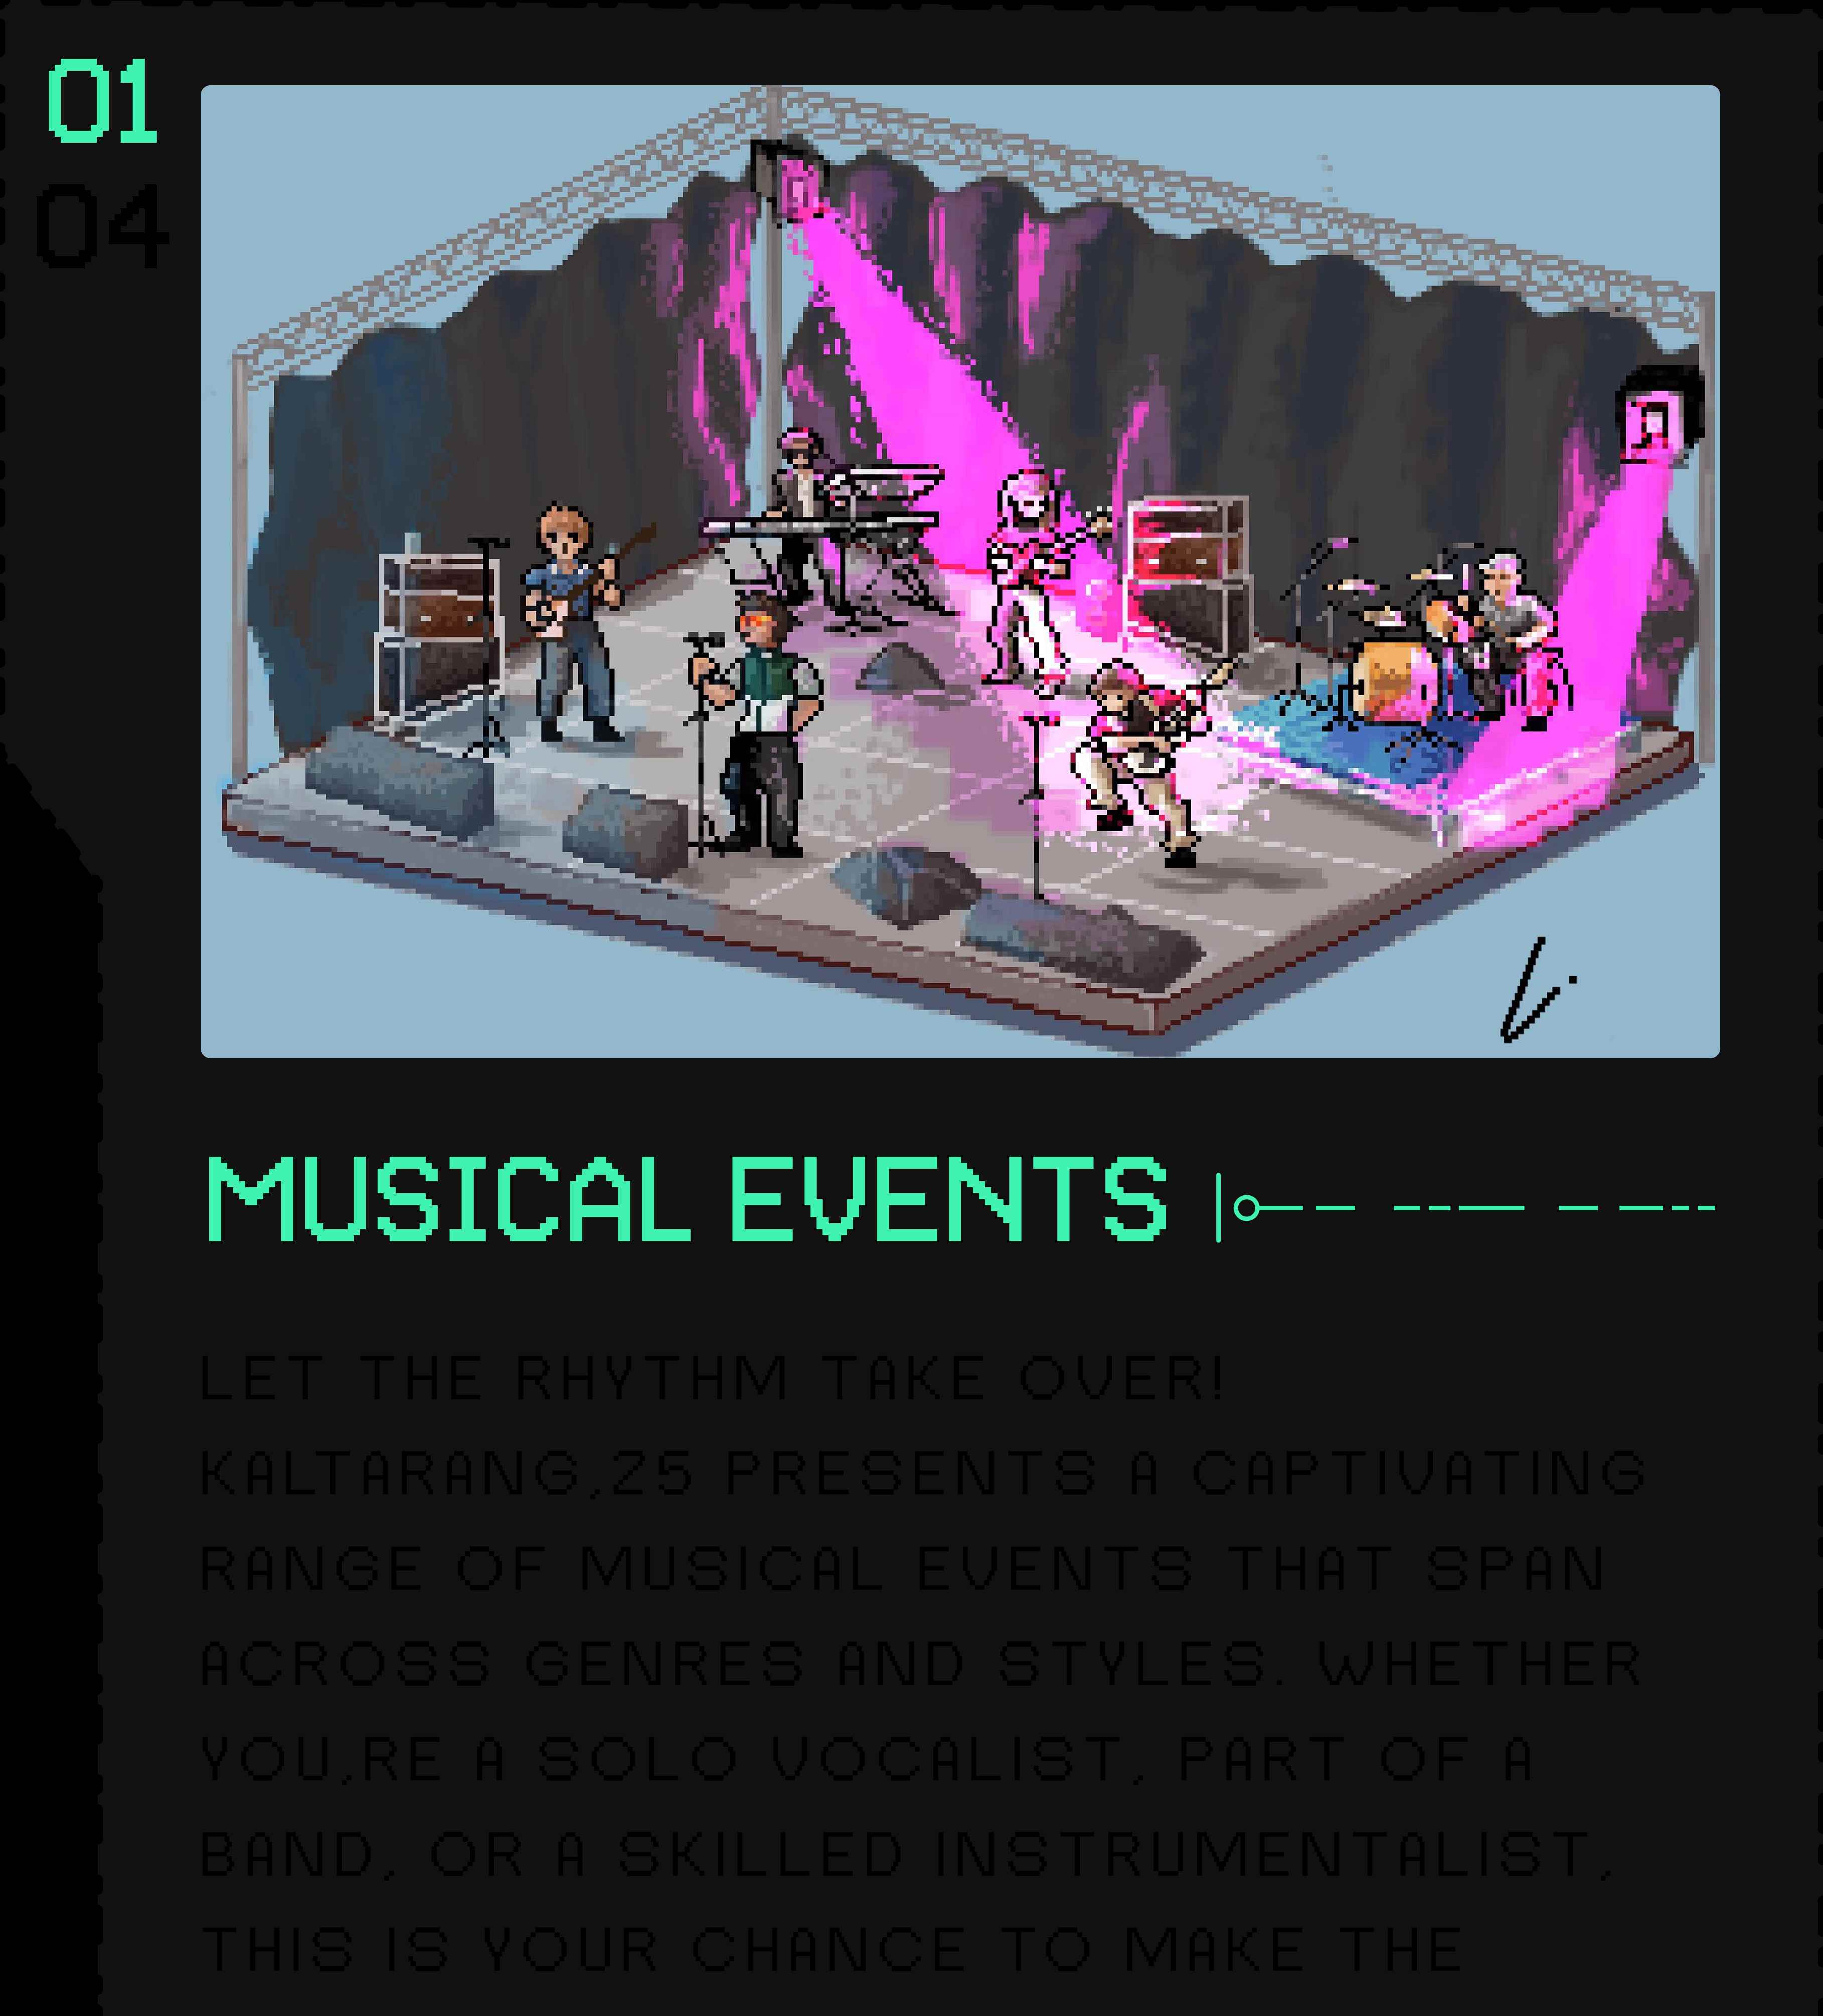 01
04
MUSICAL EVENTS
LET THE RHYTHM TAKE OVER!
KALTARANG,25 PRESENTS A CAPTIVATING
RANGE OF MUSICAL EVENTS THAT SPAN
ACROSS GENRES AND STYLES. WHETHER
YOU,RE A SOLO VOCALIST, PART OF A
BAND, OR A SKILLED INSTRUMENTALIST,
THIS IS YOUR CHANCE TO MAKE THE